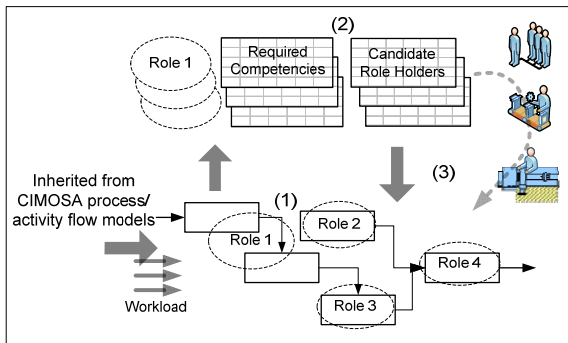 (2)
Role 1
Required
Competencies
Candidate
Role Holders
(3)
Inherited from
CIMOSA process/
activity flow models
(1)
Role 1
Role 2
Role 4
Role 3
Workload